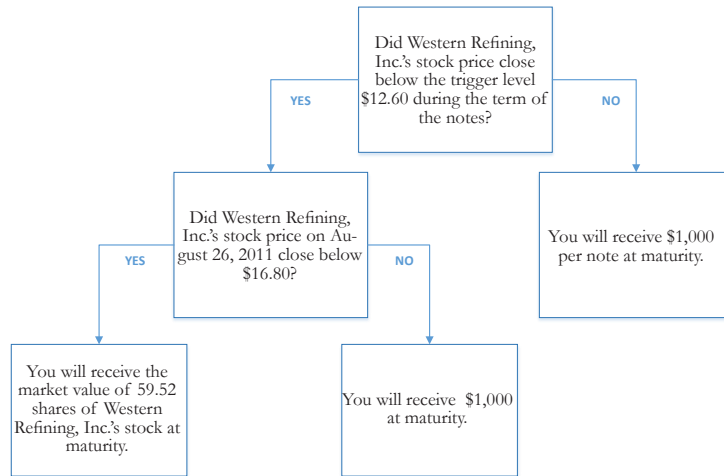 Did Western Refining,
Inc.'s stock price close
below the trigger level
$12.60 during the term of
the notes?
YES
NO
Did Western Refining,
Inc.'s stock price on Au-
gust 26, 2011 close below
$16.80?
You will receive $1,000
per note at maturity.
YES
NO
You will receive the
market value of 59.52
shares of Western
Refining, Inc.'s stock at
maturity.
You will receive $1,000
at maturity.